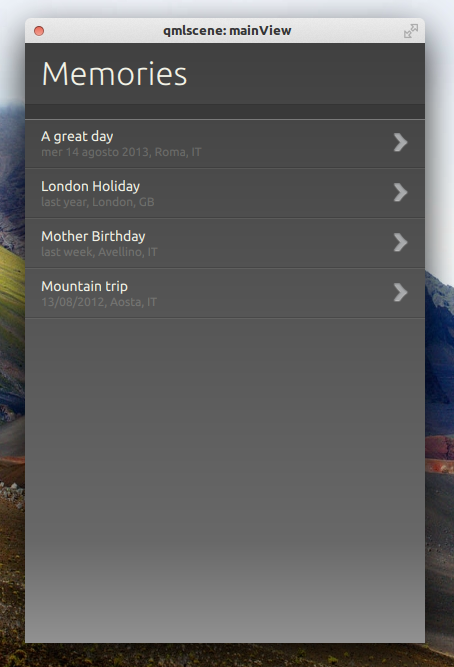 qmlscene: mainView
Memories
A great day
mer 14 agosto 2013, Roma, IT
London Holiday
last year, London, GB
Mother Birthday
last week, Avellino, IT
Mountain trip
13/08/2012, Aosta, IT